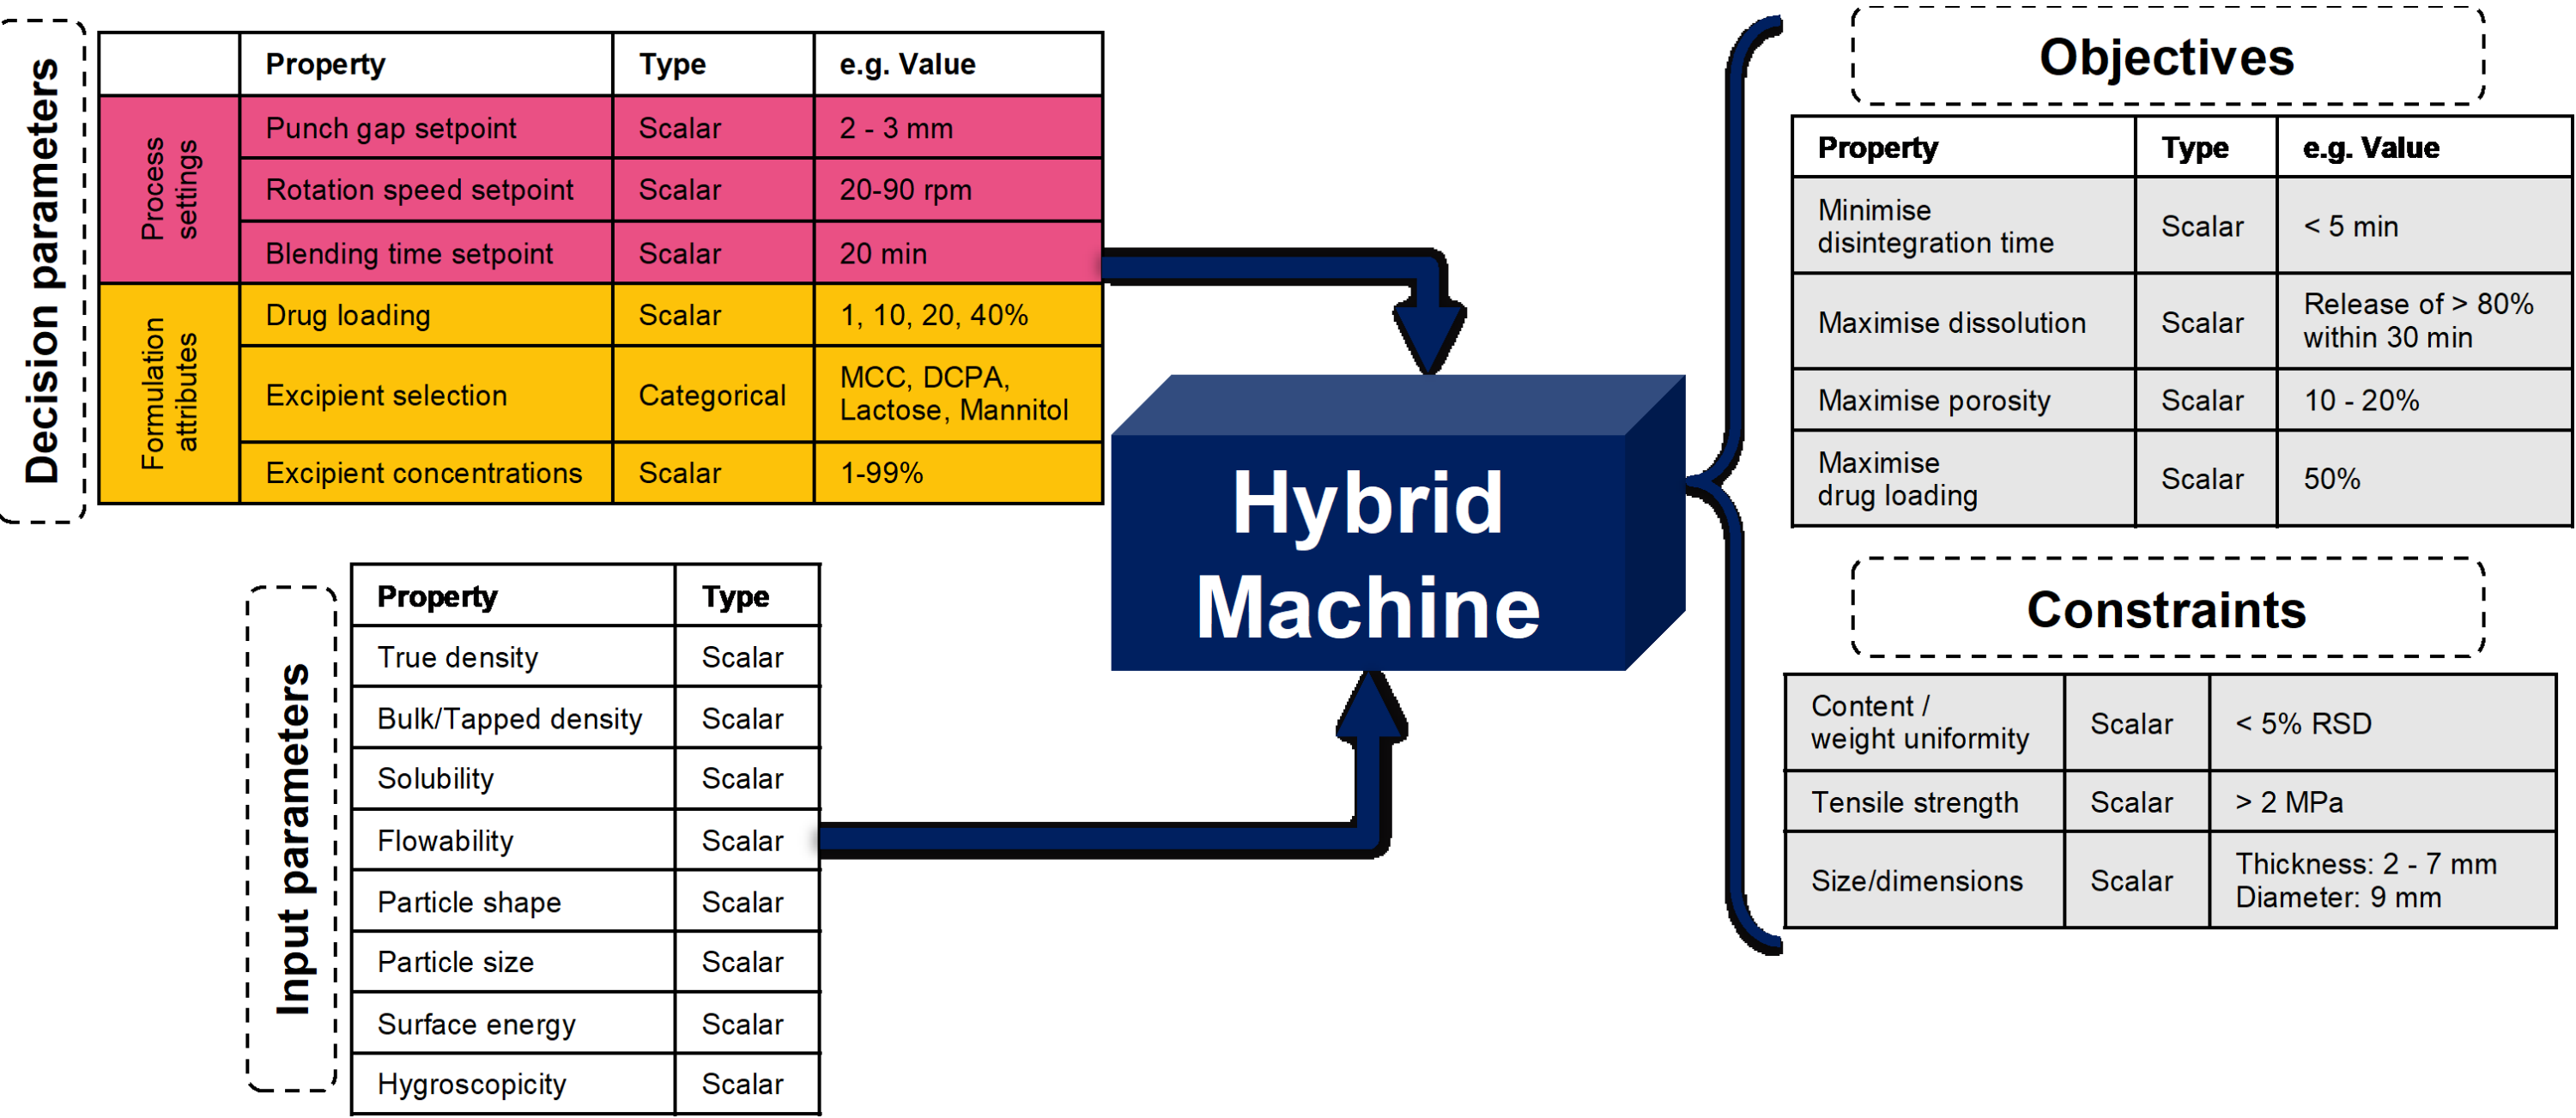 Decision parameters
Property Type e.g. Value
Process
settings
Punch gap setpoint Scalar 2 - 3 mm
Rotation speed setpoint Scalar 20-90 rpm
Blending time setpoint Scalar 20 min
Formulation
attributes
Drug loading Scalar 1, 10, 20, 40%
Excipient selection Categorical MCC, DCPA,
Lactose, Mannitol
Excipient concentrations Scalar 1-99%
Input parameters
Property Type
True density Scalar
Bulk/Tapped density Scalar
Solubility Scalar
Flowability Scalar
Particle shape Scalar
Particle size Scalar
Surface energy Scalar
Hygroscopicity Scalar
Hybrid
Machine
Objectives
Property Type e.g. Value
Minimise
disintegration time Scalar < 5 min
Maximise dissolution Scalar Release of > 80%
within 30 min
Maximise porosity Scalar 10 - 20%
Maximise
drug loading Scalar 50%
Constraints
Content /
weight uniformity Scalar < 5% RSD
Tensile strength Scalar > 2 MPa
Size/dimensions Scalar Thickness: 2 - 7 mm
Diameter: 9 mm